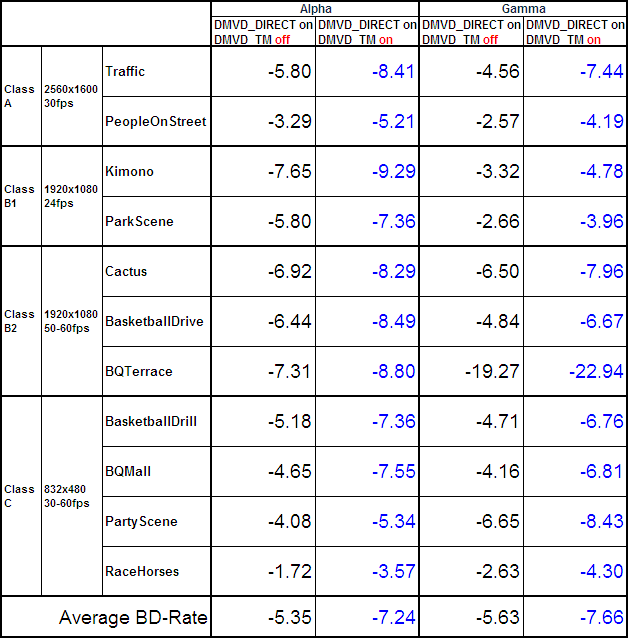 Alpha Gamma
DMVD_DIRECT on DMVD_DIRECT on DMVD_DIRECT on DMVD_DIRECT on
DMVD_TM off DMVD_TM on DMVD_TM off DMVD_TM on
Class A 2560x1600 30fps Traffic -5.80 -8.41 -4.56 -7.44
PeopleOnStreet -3.29 -5.21 -2.57 -4.19
Class B1 1920x1080 24fps Kimono -7.65 -9.29 -3.32 -4.78
ParkScene -5.80 -7.36 -2.66 -3.96
Class B2 1920x1080 50-60fps Cactus -6.92 -8.29 -6.50 -7.96
BasketballDrive -6.44 -8.49 -4.84 -6.67
BQTerrace -7.31 -8.80 -19.27 -22.94
Class C 832x480 30-60fps BasketballDrill -5.18 -7.36 -4.71 -6.76
BQMall -4.65 -7.55 -4.16 -6.81
PartyScene -4.08 -5.34 -6.65 -8.43
RaceHorses -1.72 -3.57 -2.63 -4.30
Average BD-Rate -5.35 -7.24 -5.63 -7.66